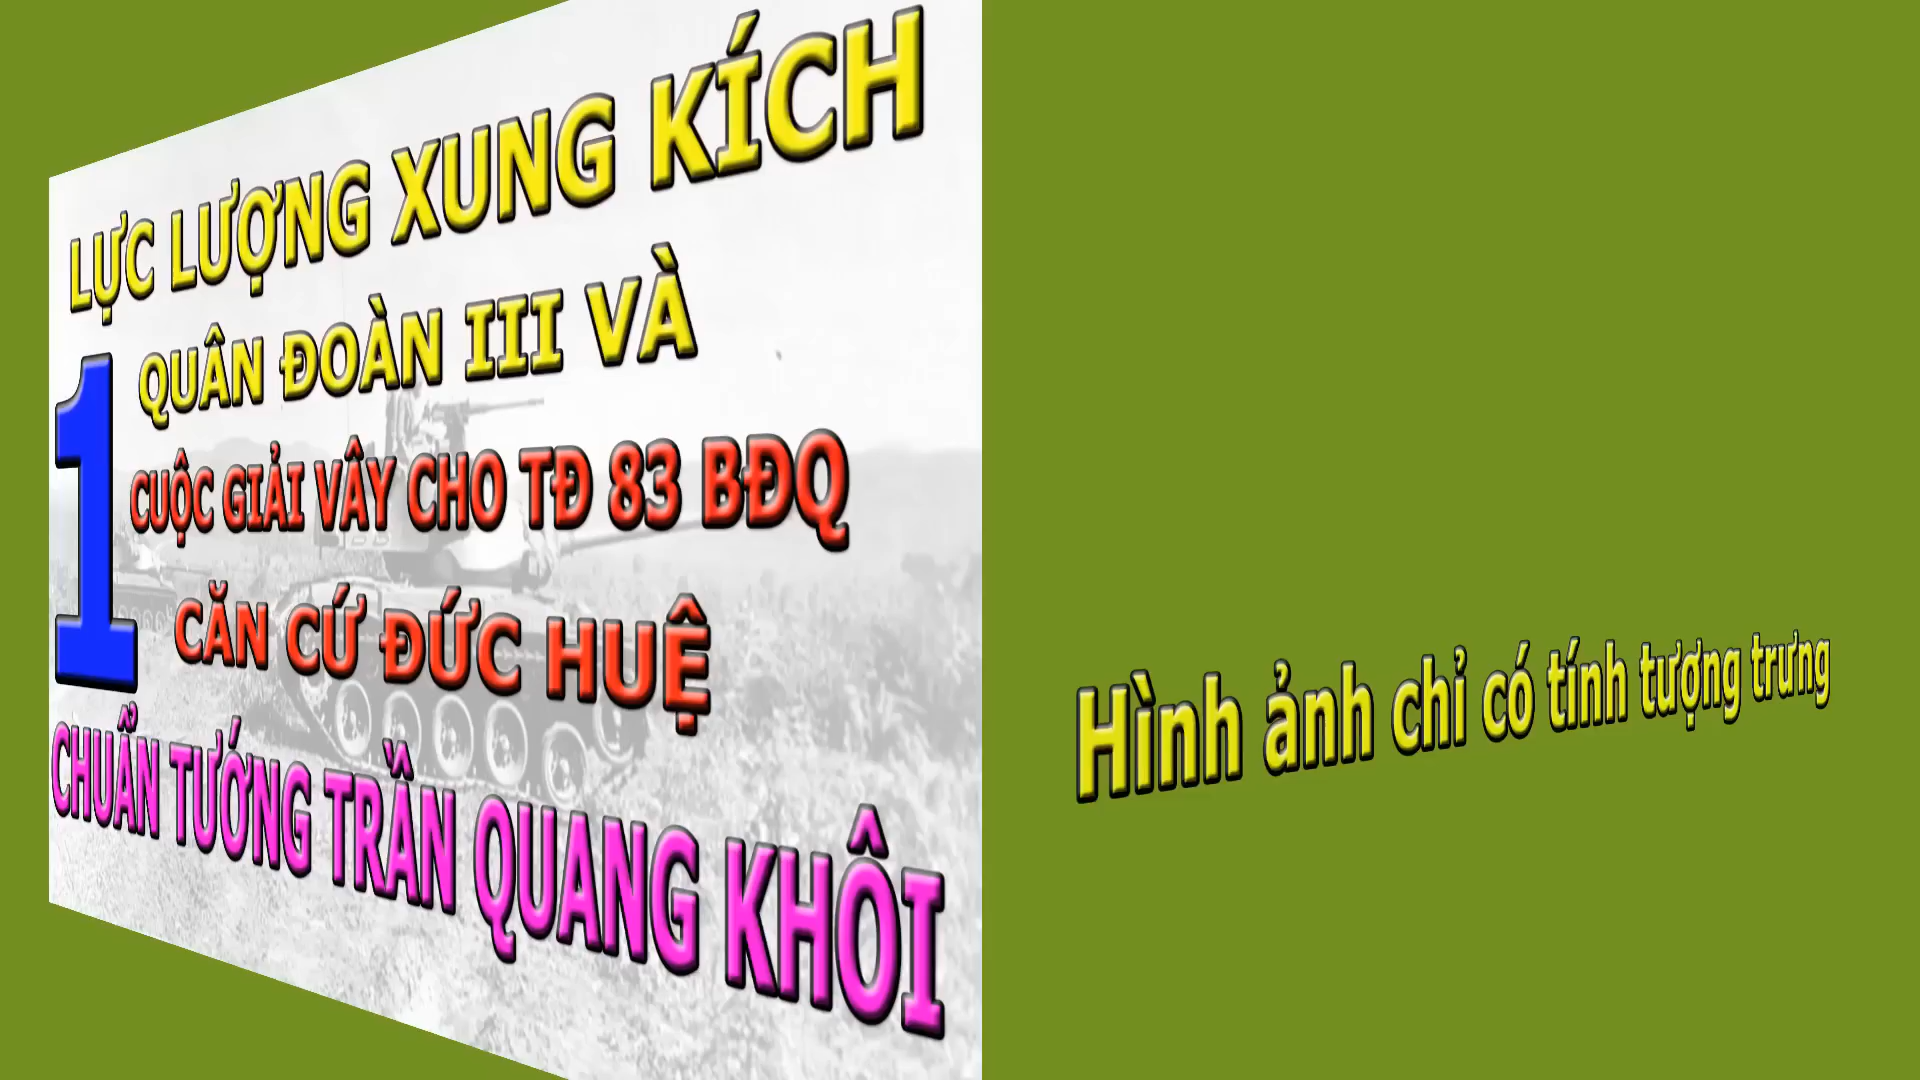 LỰC LƯỢNG XUNG KÍCH
QUÂN ĐOÀN III VÀ
1
CUỘC GIẢI VÂY CHO TĐ 83 BĐQ
CĂN CỨ ĐỨC HUỆ
CHUẨN TƯỚNG TRẦN QUANG KHÔI
Hình ảnh chỉ có tính tượng trưng